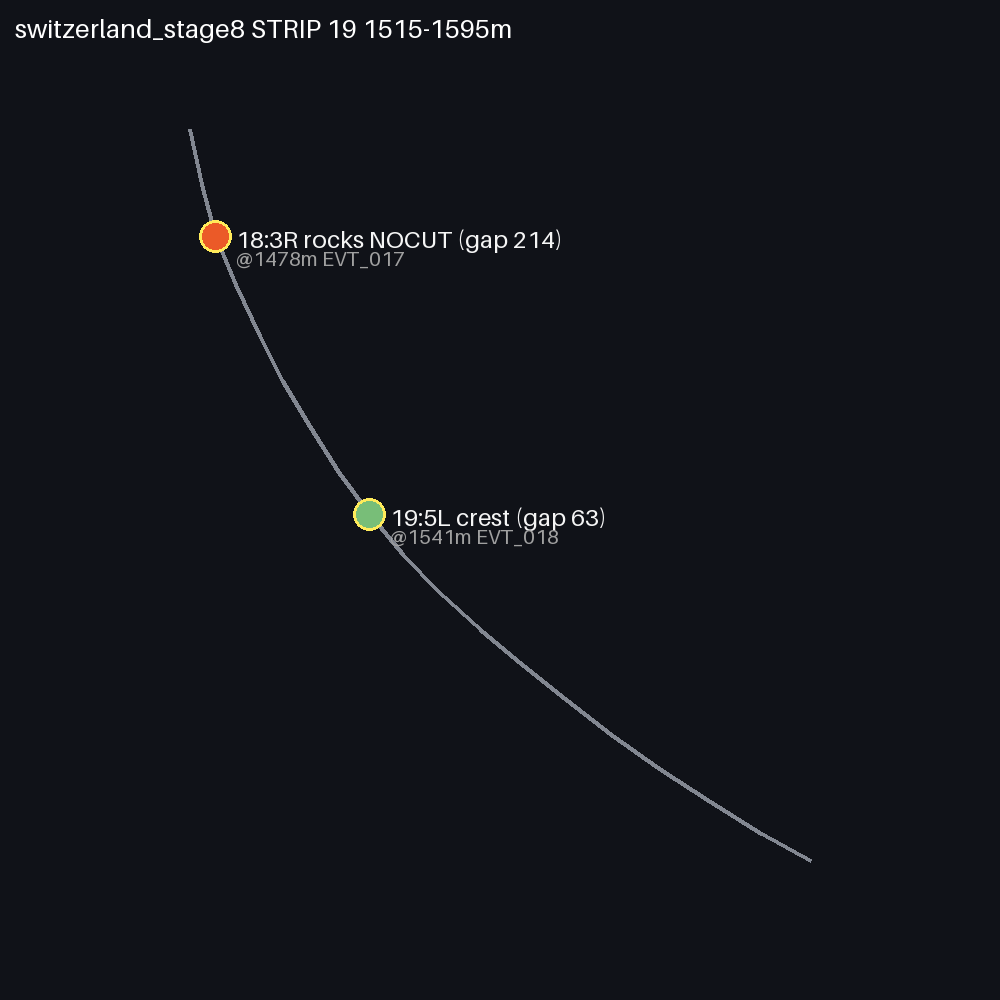 switzerland_stage8 STRIP 19 1515-1595m
18:3R rocks NOCUT (gap 214)
@1478m EVT_017
19:5L crest (gap 63)
@1541m EVT_018